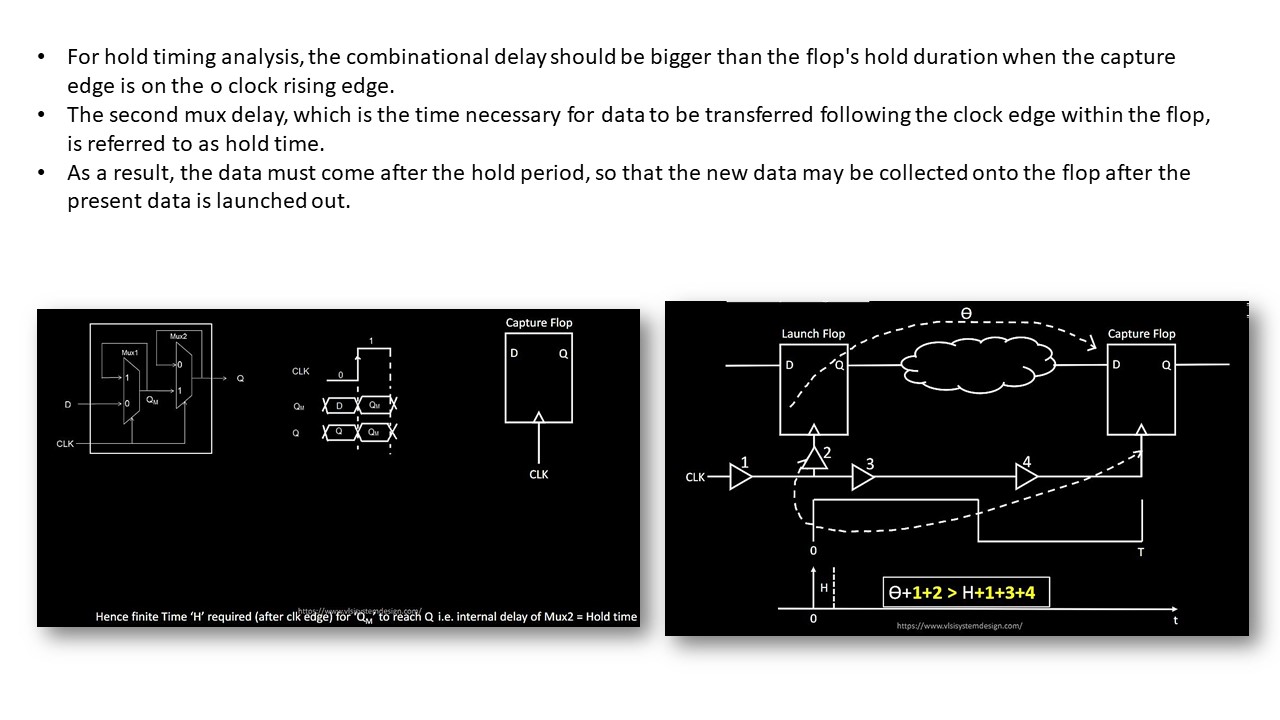 • For hold timing analysis, the combinational delay should be bigger than the flop's hold duration when the capture
edge is on the o clock rising edge.
• The second mux delay, which is the time necessary for data to be transferred following the clock edge within the flop,
is referred to as hold time.
• As a result, the data must come after the hold period, so that the new data may be collected onto the flop after the
present data is launched out.
Mux2
Mux1
0
1
1
QM
0
Q
D
CLK
1
CLK
0
QM
D
QM
Q
Q
QM
Capture Flop
D Q
CLK
https://www.vlsisystemdesign.com/
Hence finite Time ‘H’ required (after clk edge) for ‘QM’ to reach Q i.e. internal delay of Mux2 = Hold time
Ɵ
Launch Flop
Capture Flop
D Q
D Q
1
2
3
4
CLK
0
T
H
Ɵ+1+2 > H+1+3+4
0
t
https://www.vlsisystemdesign.com/